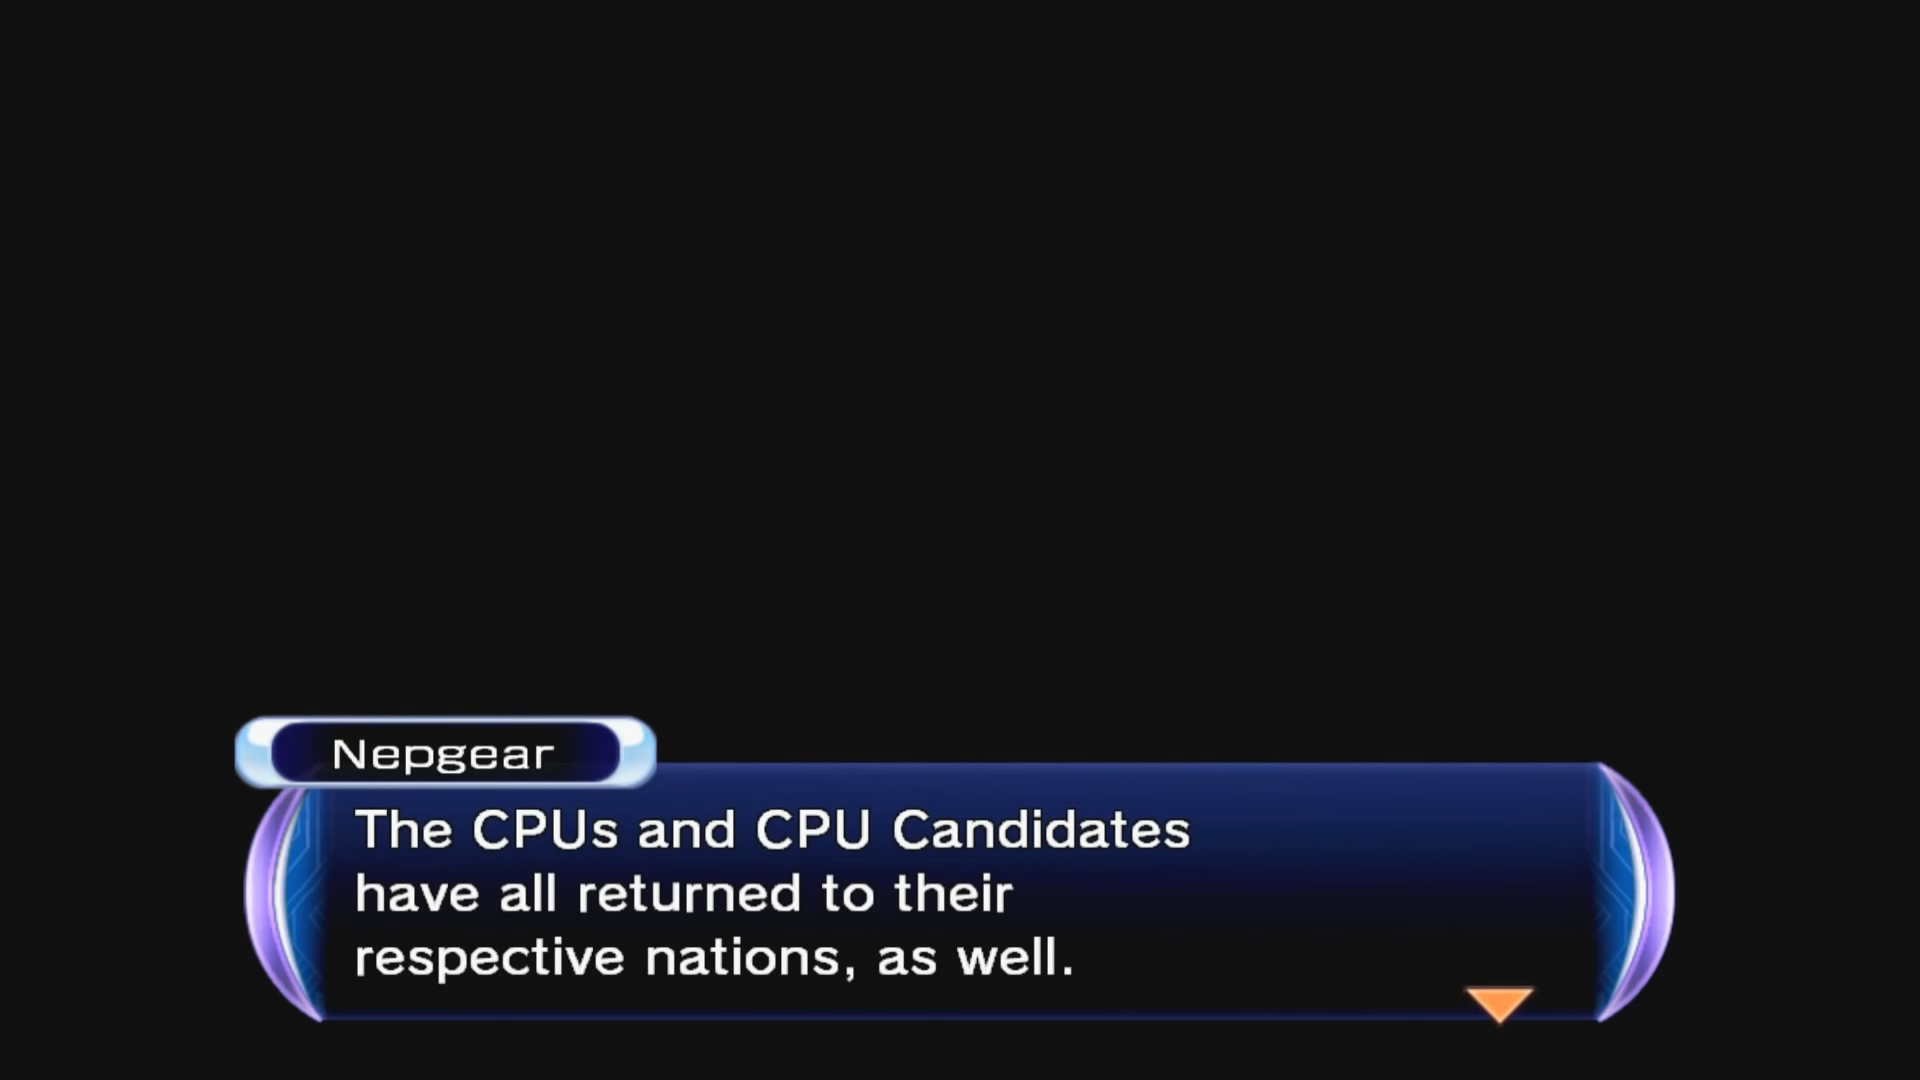 Nepgear
The CPUs and CPU Candidates
have all returned to their
respective nations, as well.